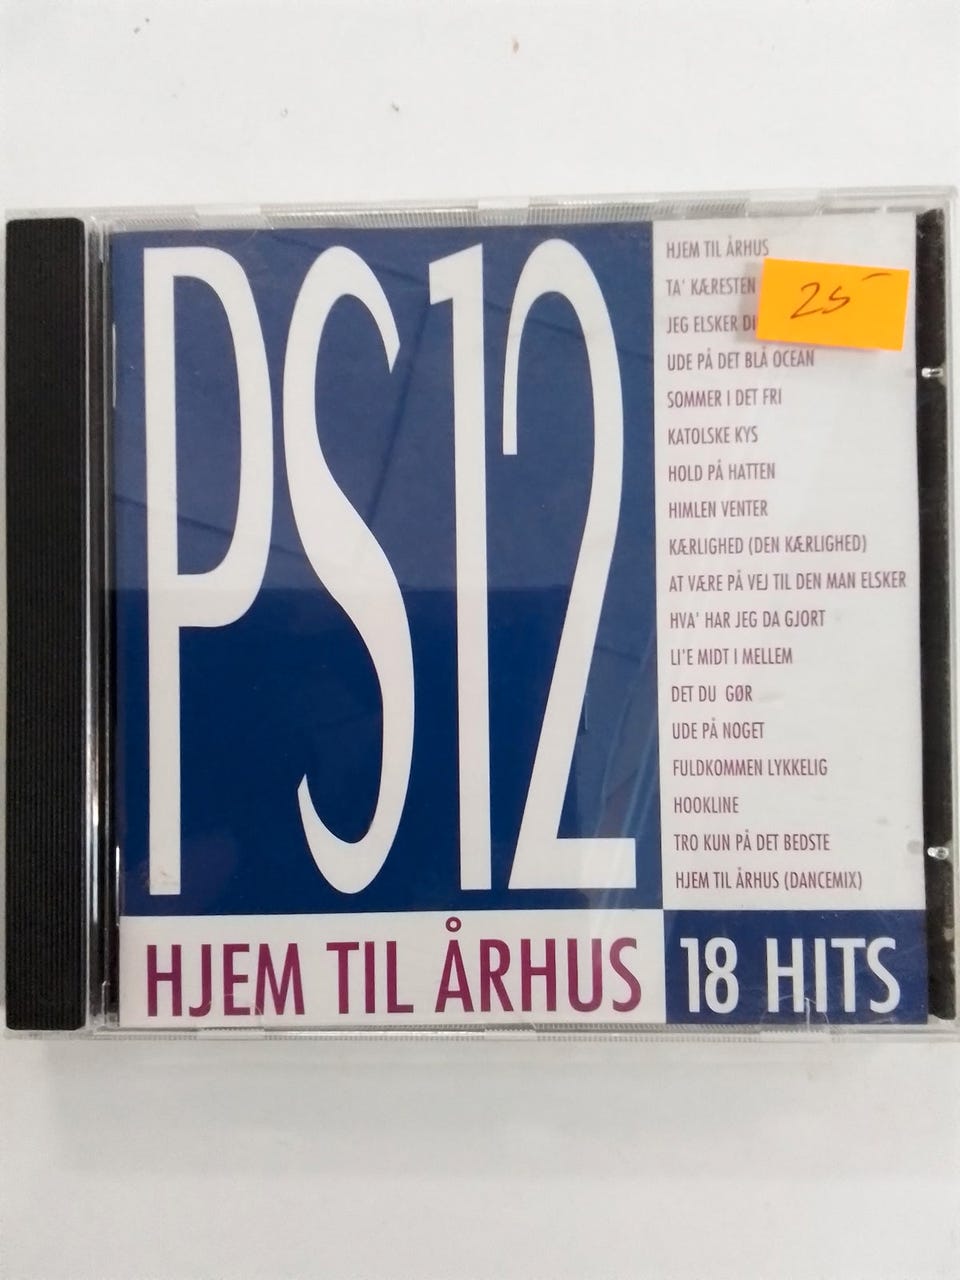 PS12
HJEM TIL ÅRHUS
TA' KÆRESTEN
25
JEG ELSKER
UDE PÅ DET BLÅ OCEAN
SOMMER I DET FRI
KATOLSKE KYS
HOLD PÅ HATTEN
HIMLEN VENTER
KÆRLIGHED (DEN KÆRLIGHED)
AT VÆRE PÅ VEJ TIL DEN MAN ELSKER
HVA' HAR JEG DA GJORT
LI'E MIDT I MELLEM
DET DU GØR
UDE PÅ NOGET
FULDKOMMEN LYKKELIG
HOOKLINE
TRO KUN PÅ DET BEDSTE
HJEM TIL ÅRHUS (DANCEMIX)
HJEM TIL ÅRHUS
18 HITS